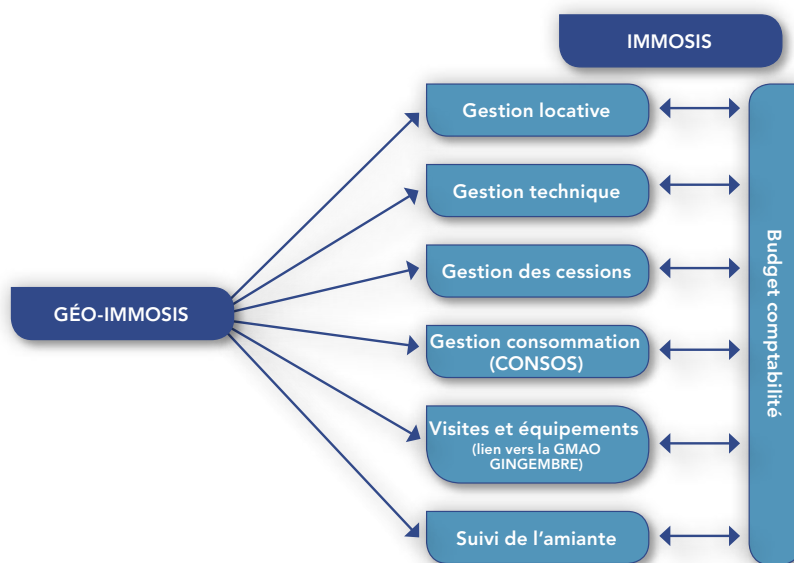 IMMOSIS
Gestion locative
Gestion technique
Gestion des cessions
GÉO-IMMOSIS
Gestion consommation
(CONSOS)
Visites et équipements
(lien vers la GMAO
GINGEMBRE)
Suivi de l'amiante
Budget comptabilité